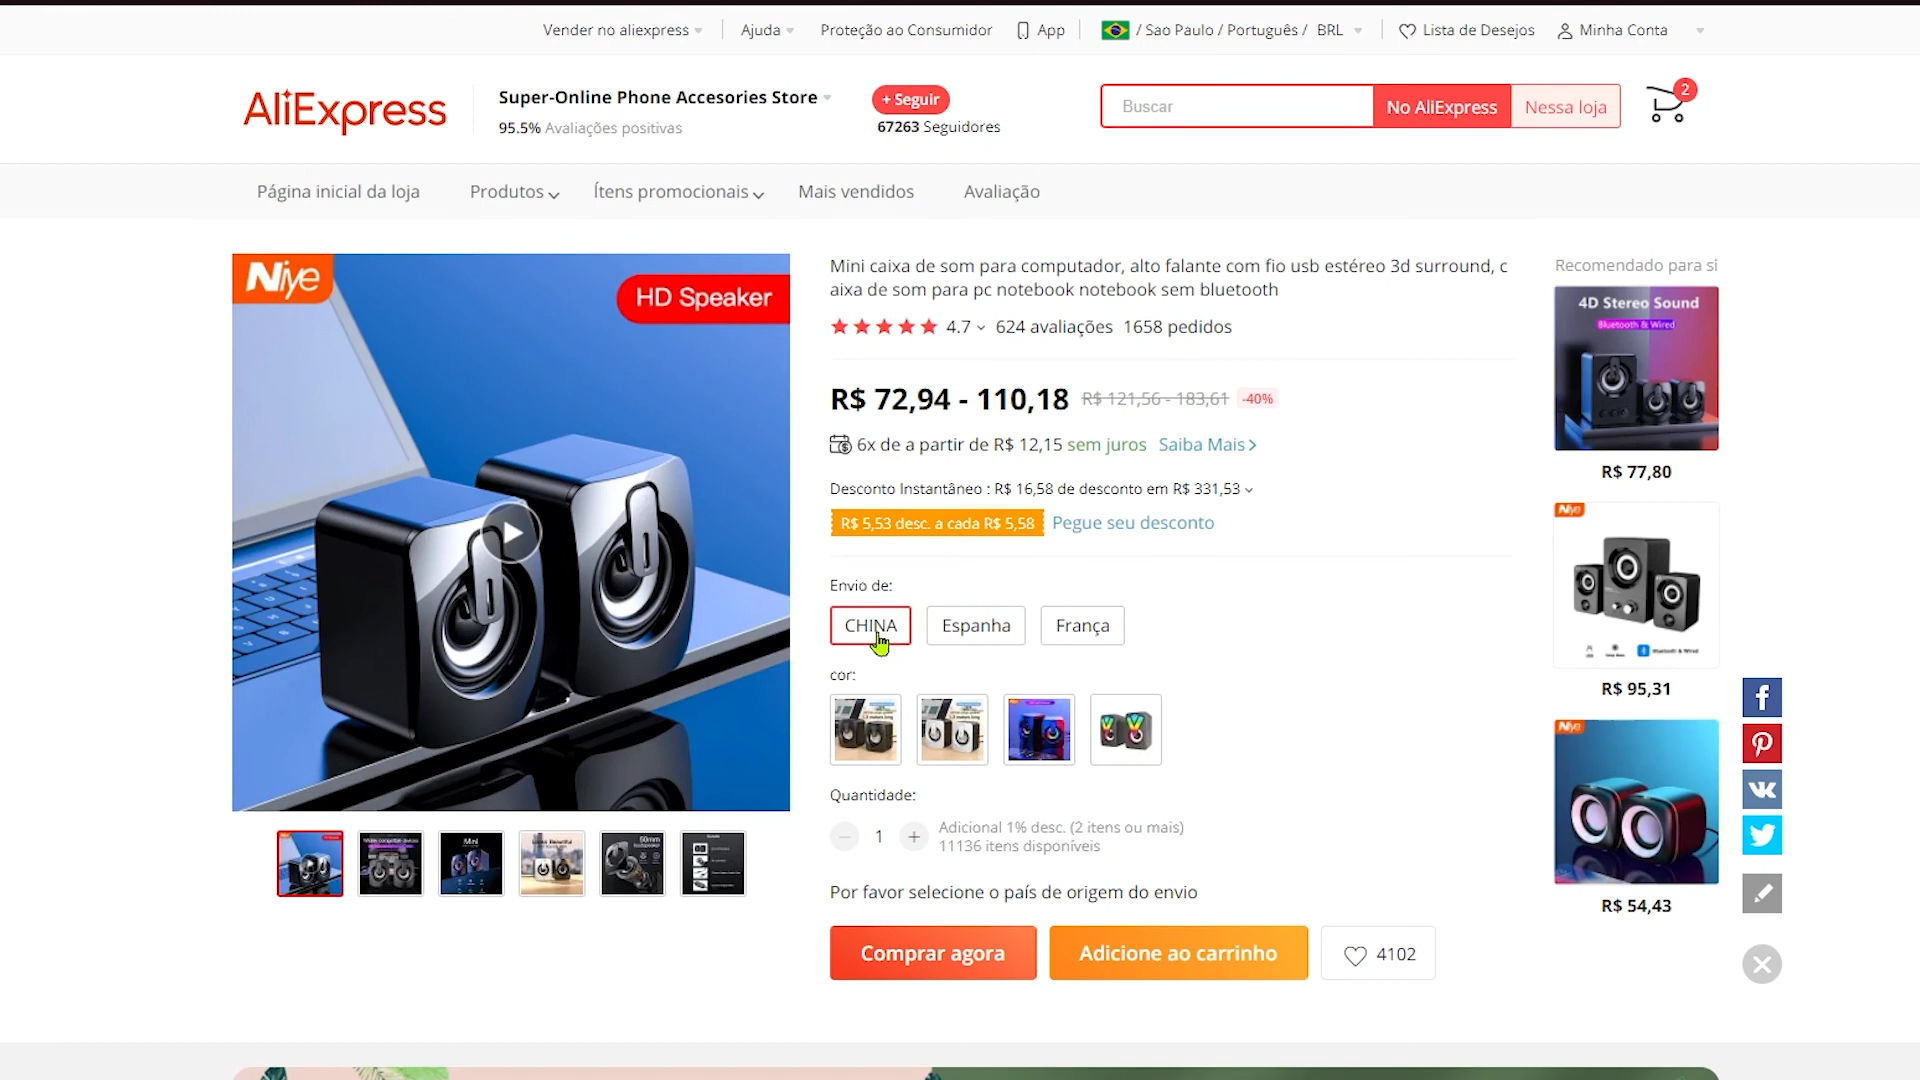 Vender no aliexpress
Ajuda
Proteção ao Consumidor
App
/ Sao Paulo / Português / BRL
Lista de Desejos
Minha Conta
AliExpress
Super-Online Phone Accesories Store
95.5% Avaliações positivas
+ Seguir
67263 Seguidores
Buscar
No AliExpress
Nessa loja
2
Página inicial da loja
Produtos
Ítens promocionais
Mais vendidos
Avaliação
Niye
HD Speaker
Mini caixa de som para computador, alto falante com fio usb estéreo 3d surround, c
aixa de som para pc notebook notebook sem bluetooth
4.7
624 avaliações
1658 pedidos
R$ 72,94 - 110,18
R$ 121,56 - 183,61
-40%
6x de a partir de R$ 12,15 sem juros
Saiba Mais
Desconto Instantâneo : R$ 16,58 de desconto em R$ 331,53
R$ 5,53 desc. a cada R$ 5,58
Pegue seu desconto
Envio de:
CHINA
Espanha
França
cor:
Quantidade:
1
Adicional 1% desc. (2 itens ou mais)
11136 itens disponíveis
Por favor selecione o país de origem do envio
Comprar agora
Adicione ao carrinho
4102
Recomendado para si
4D Stereo Sound
Bluetooth & Wired
R$ 77,80
Niye
Bluetooth & Wired
R$ 95,31
Niye
R$ 54,43